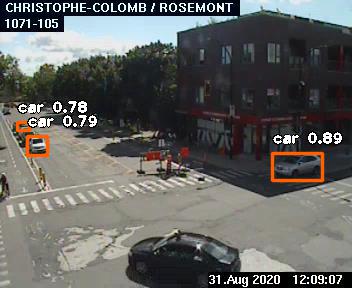 CHRISTOPHE-COLOMB / ROSEMONT
1071-105
car 0.78
car 0.79
car 0.89
31.Aug 2020 12:09:07